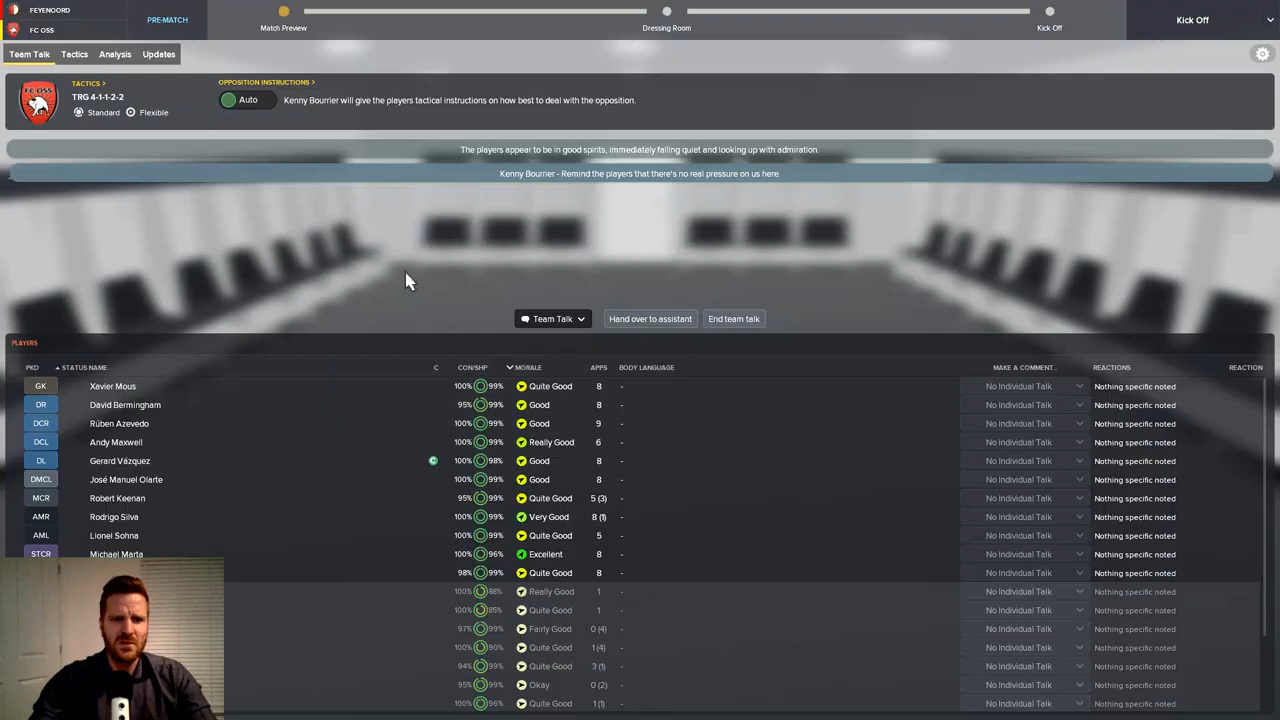 FEYENOORD
FC OSS
PRE-MATCH
Match Preview
Dressing Room
Kick Off
Kick Off
Team Talk Tactics Analysis Updates
FC OSS
TACTICS >
TRG 4-1-1-2-2
Standard Flexible
OPPOSITION INSTRUCTIONS >
Auto Kenny Bourrier will give the players tactical instructions on how best to deal with the opposition.
The players appear to be in good spirits, immediately falling quiet and looking up with admiration.
Kenny Bourrier - Remind the players that there's no real pressure on us here.
Team Talk Hand over to assistant End team talk
PLAYERS
PKD STATUS NAME C CON/SHP MORALE APPS BODY LANGUAGE MAKE A COMMENT... REACTIONS REACTION
GK Xavier Mous 100% 99% Quite Good 8 - No Individual Talk Nothing specific noted
DR David Bermingham 95% 99% Good 8 - No Individual Talk Nothing specific noted
DCR Rúben Azevedo 100% 99% Good 9 - No Individual Talk Nothing specific noted
DCL Andy Maxwell 100% 99% Really Good 6 - No Individual Talk Nothing specific noted
DL Gerard Vázquez C 100% 98% Good 8 - No Individual Talk Nothing specific noted
DMCL José Manuel Olarte 100% 99% Good 8 - No Individual Talk Nothing specific noted
MCR Robert Keenan 95% 99% Quite Good 5 (3) - No Individual Talk Nothing specific noted
AMR Rodrigo Silva 100% 99% Very Good 8 (1) - No Individual Talk Nothing specific noted
AML Lionel Sohna 100% 99% Quite Good 5 - No Individual Talk Nothing specific noted
STCR Michael Marta 100% 96% Excellent 8 - No Individual Talk Nothing specific noted
98% 99% Quite Good 8 - No Individual Talk Nothing specific noted
100% 88% Really Good 1 - No Individual Talk Nothing specific noted
100% 85% Quite Good 1 - No Individual Talk Nothing specific noted
97% 99% Fairly Good 0 (4) - No Individual Talk Nothing specific noted
100% 90% Quite Good 1 (4) - No Individual Talk Nothing specific noted
94% 99% Quite Good 3 (1) - No Individual Talk Nothing specific noted
95% 99% Okay 0 (2) - No Individual Talk Nothing specific noted
100% 96% Quite Good 1 (1) - No Individual Talk Nothing specific noted